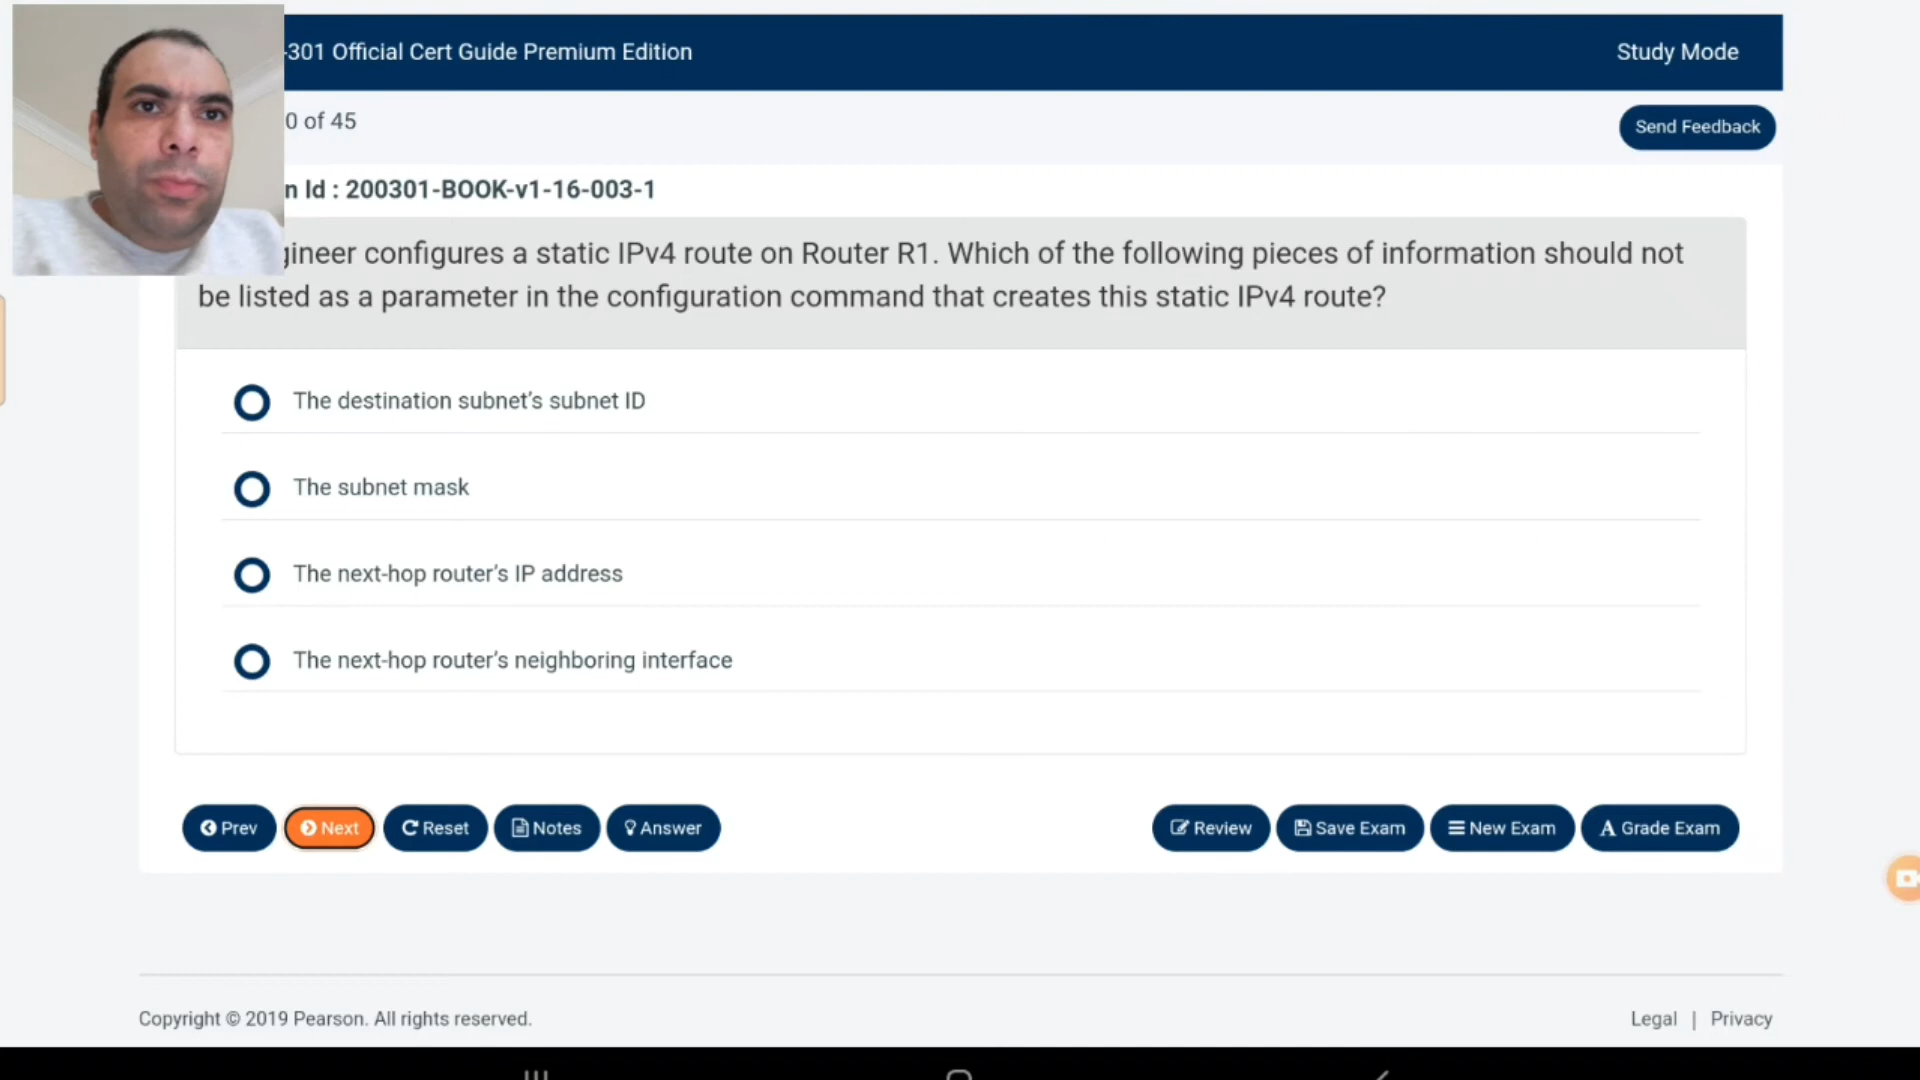 -301 Official Cert Guide Premium Edition
Study Mode
0 of 45
Send Feedback
n Id : 200301-BOOK-v1-16-003-1
gineer configures a static IPv4 route on Router R1. Which of the following pieces of information should not
be listed as a parameter in the configuration command that creates this static IPv4 route?
The destination subnet's subnet ID
The subnet mask
The next-hop router's IP address
The next-hop router's neighboring interface
Prev
Next
Reset
Notes
Answer
Review
Save Exam
New Exam
A Grade Exam
Copyright © 2019 Pearson. All rights reserved.
Legal | Privacy